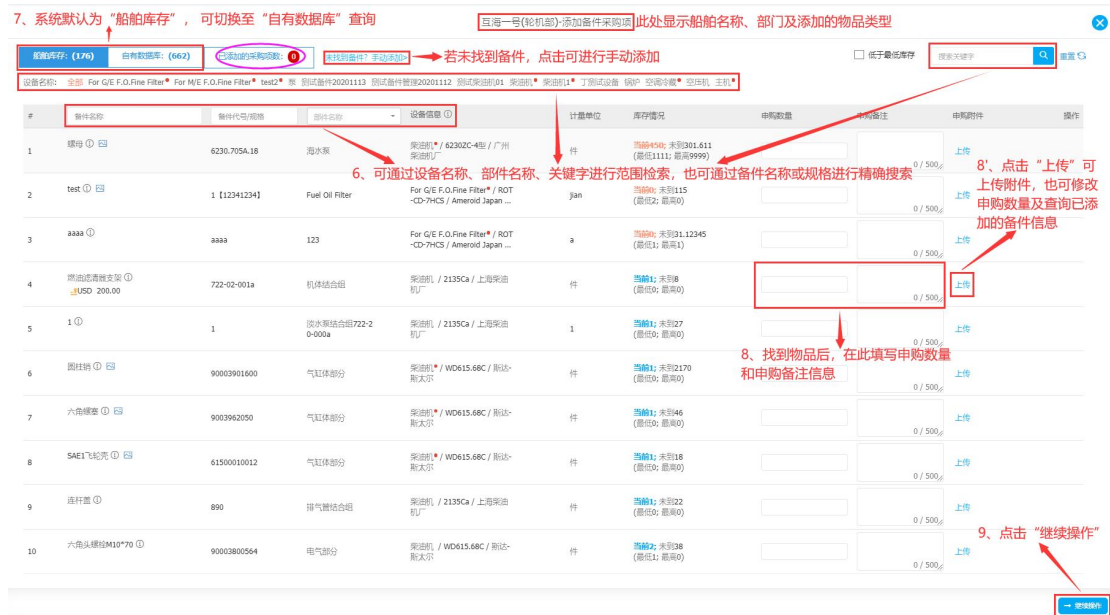 7、系统默认为“船舶库存”，可切换至“自有数据库”查询
互海一号(轮机部)-添加备件采购项 此处显示船舶名称、部门及添加的物品类型
船舶库存: (176) 自有数据库: (662) 已添加的采购项数: 0 未找到备件? 手动添加> 若未找到备件，点击可进行手动添加 低于最低库存 搜索关键字 重置
设备名称: 全部 For G/E F.O.Fine Filter For M/E F.O.Fine Filter test2 泵 测试备件20201113 测试备件管理20201112 测试柴油机01 柴油机 柴油机1 丁测试设备 锅炉 空调冷藏 空压机 主机
# 备件名称 备件代号/规格 部件名称 设备信息 计量单位 库存情况 申购数量 申购备注 申购附件 操作
1 螺母 6230.705A.18 海水泵 柴油机 / 6230ZC-4型 / 广州柴油机厂 件 当前450; 未到301.611
(最低1111; 最高9999) 0 / 500 上传
6、可通过设备名称、部件名称、关键字进行范围检索，也可通过备件名称或规格进行精确搜索
8'、点击“上传”可
上传附件，也可修改
申购数量及查询已添
加的备件信息
2 test 1【12341234】 Fuel Oil Filter For G/E F.O.Fine Filter / ROT
-CD-7HCS / Ameroid Japan ... jian 当前0; 未到115
(最低2; 最高0) 0 / 500 上传
3 aaaa aaaa 123 For G/E F.O.Fine Filter / ROT
-CD-7HCS / Ameroid Japan ... a 当前0; 未到31.12345
(最低1; 最高1) 0 / 500 上传
4 燃油滤清器支架 722-02-001a 机体结合组 柴油机 / 2135Ca / 上海柴油
机厂 件 当前1; 未到8
USD 200.00 (最低0; 最高0) 0 / 500 上传
5 1 1 淡水泵结合组722-2
0-000a 柴油机 / 2135Ca / 上海柴油
机厂 1 当前1; 未到27
(最低0; 最高0) 0 / 500 上传
8、找到物品后，在此填写申购数量
和申购备注信息
6 圆柱销 90003901600 气缸体部分 柴油机 / WD615.68C / 斯达-
斯太尔 件 当前1; 未到2170
(最低0; 最高0) 0 / 500 上传
7 六角螺塞 9003962050 气缸体部分 柴油机 / WD615.68C / 斯达-
斯太尔 件 当前1; 未到46
(最低0; 最高0) 0 / 500 上传
8 SAE1飞轮壳 61500010012 气缸体部分 柴油机 / WD615.68C / 斯达-
斯太尔 件 当前1; 未到18
(最低0; 最高0) 0 / 500 上传
9 连杆盖 890 排气管结合组 柴油机 / 2135Ca / 上海柴油
机厂 件 当前1; 未到22
(最低0; 最高0) 0 / 500 上传
9、点击“继续操作”
10 六角头螺栓M10*70 90003800564 电气部分 柴油机 / WD615.68C / 斯达-
斯太尔 件 当前2; 未到38
(最低1; 最高0) 0 / 500 上传
→ 继续操作